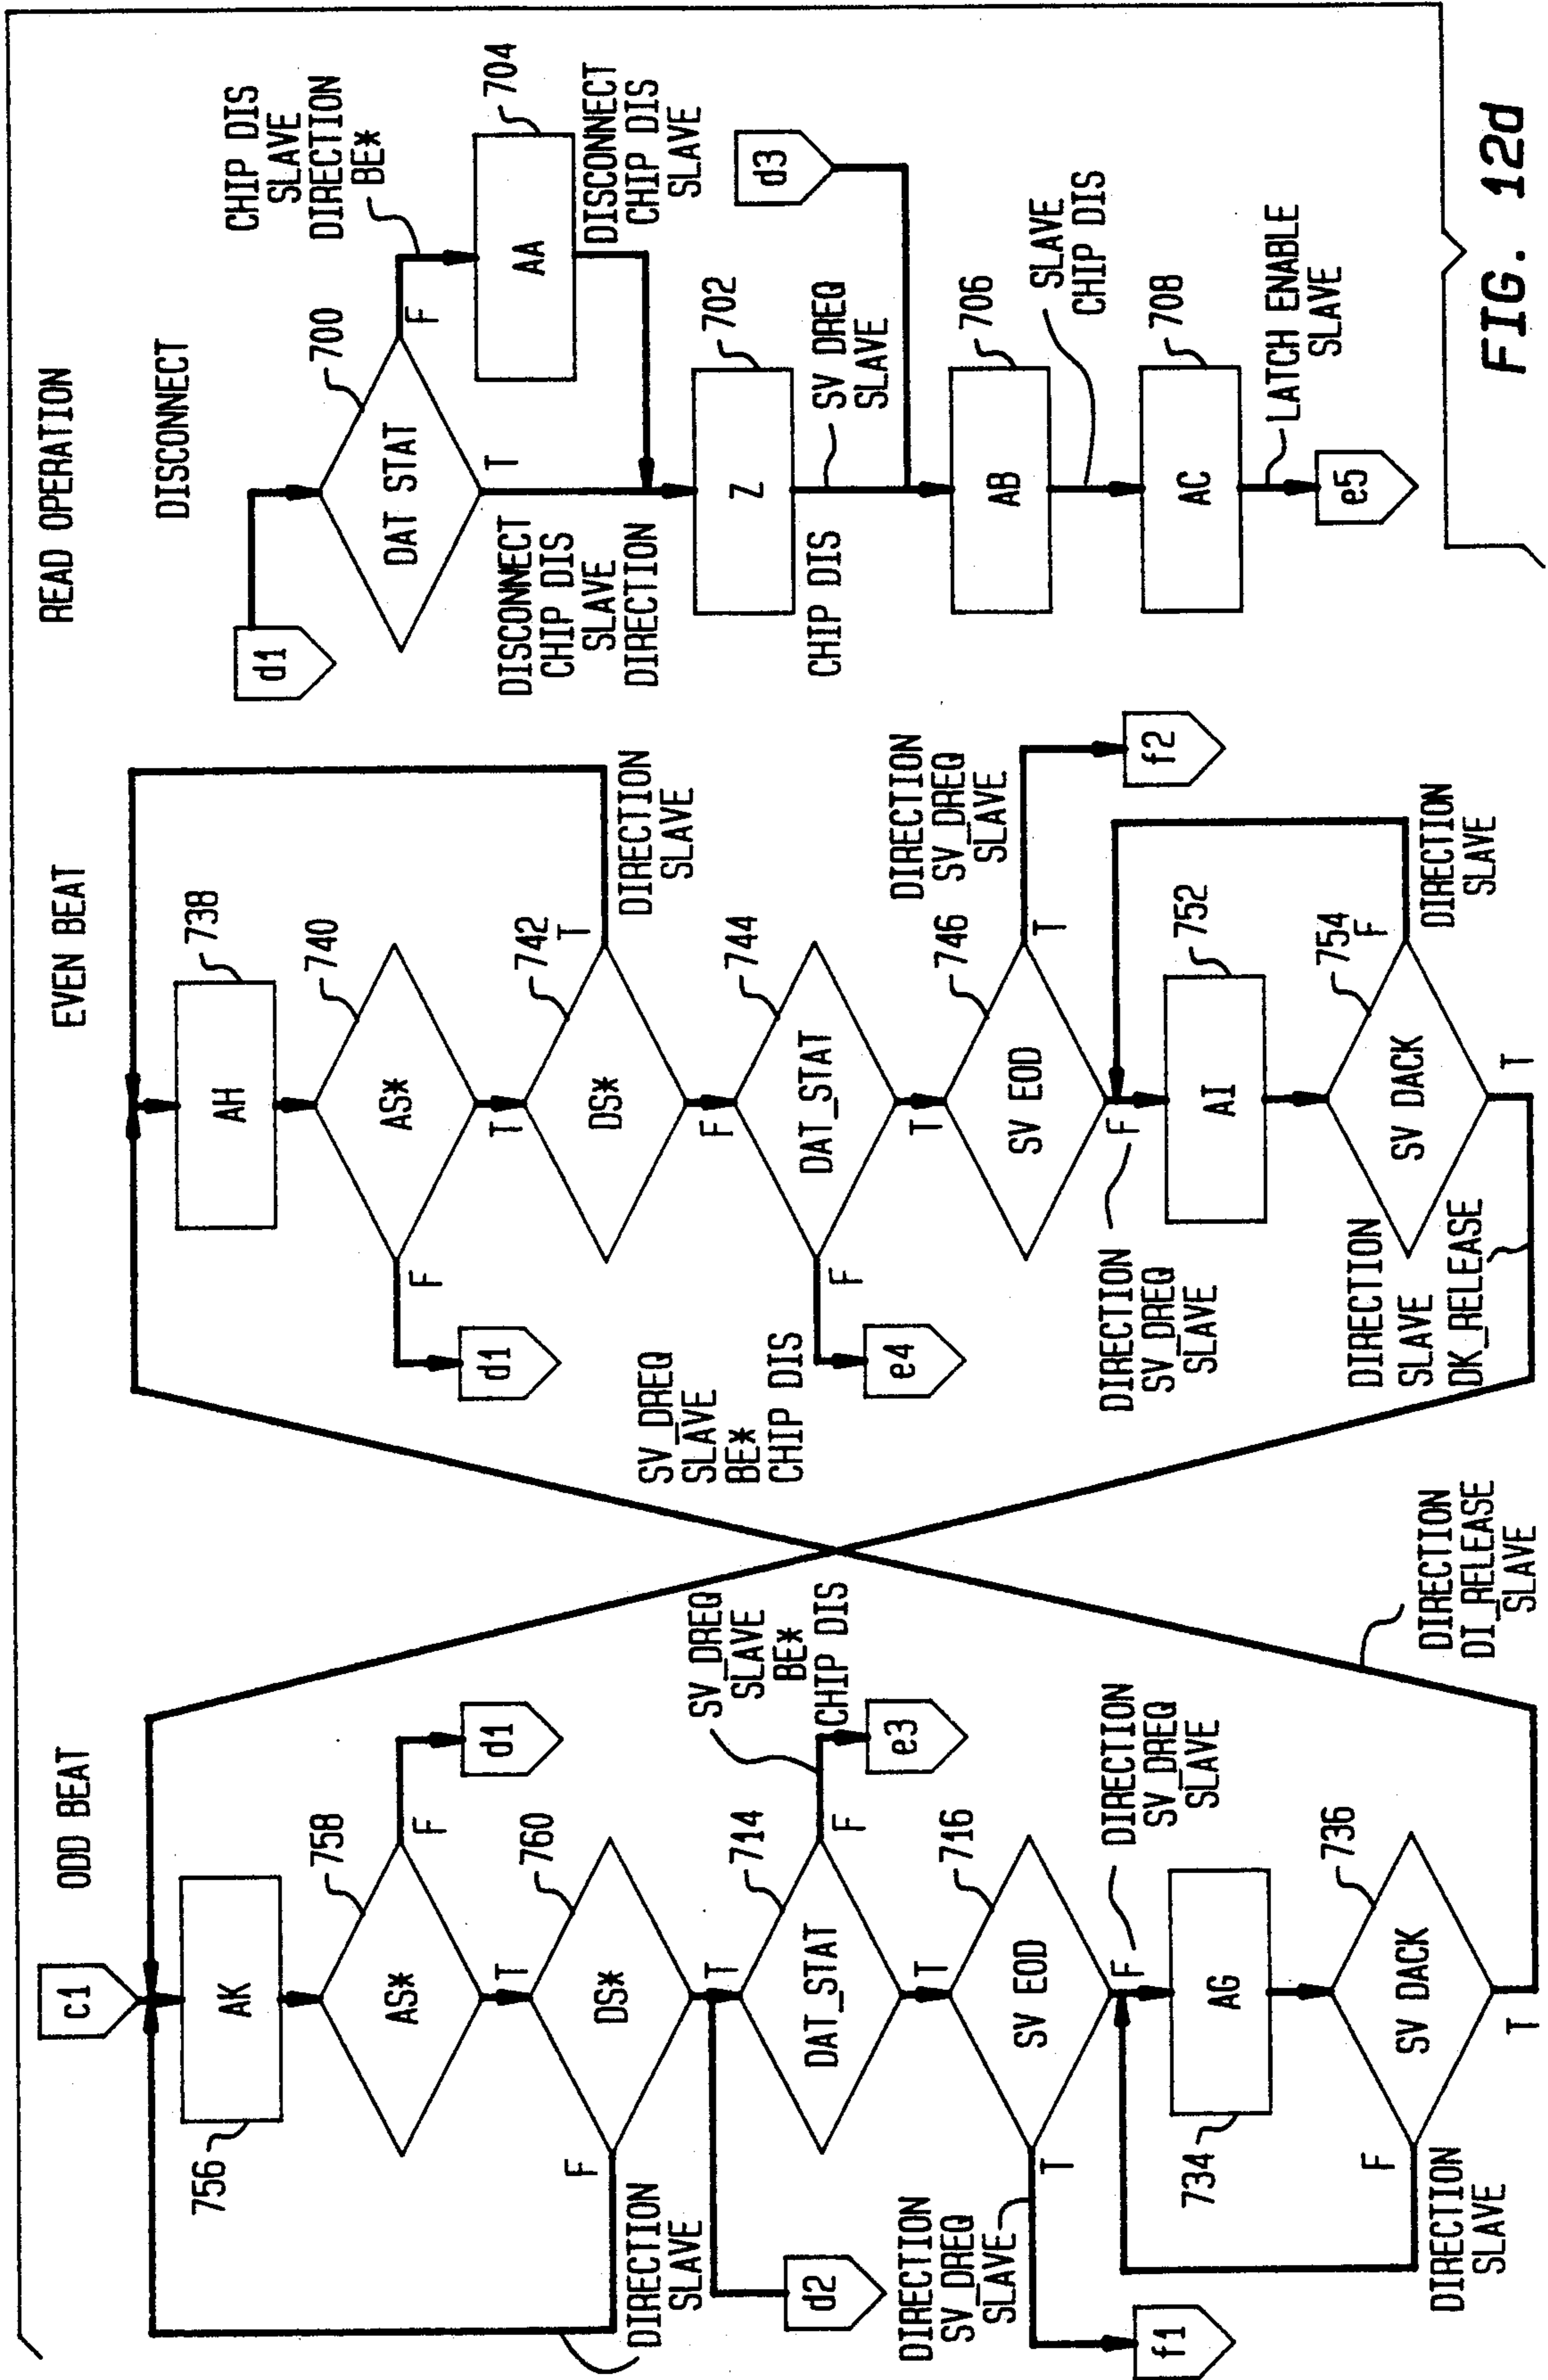 READ OPERATION
ODD BEAT
c1
756
AK
758
AS*
F
d1
T
760
DS*
F
DIRECTION
SLAVE
T
d2
714
DAT_STAT
F
SV_DREQ
SLAVE
BE*
CHIP DIS
e3
T
716
SV EOD
T
DIRECTION
SV_DREQ
SLAVE
f1
F
DIRECTION
SV_DREQ
SLAVE
734
AG
736
SV DACK
F
DIRECTION
SLAVE
T
DIRECTION
DI_RELEASE
SLAVE
EVEN BEAT
738
AH
740
AS*
F
d1
T
742
DS*
T
DIRECTION
SLAVE
F
744
DAT_STAT
F
SV_DREQ
SLAVE
BE*
CHIP DIS
e4
T
746
SV EOD
T
DIRECTION
SV_DREQ
SLAVE
f2
F
DIRECTION
SV_DREQ
SLAVE
752
AI
754
SV DACK
F
DIRECTION
SLAVE
T
DIRECTION
SLAVE
DK_RELEASE
DISCONNECT
d1
700
DAT STAT
F
CHIP DIS
SLAVE
DIRECTION
BE*
704
AA
DISCONNECT
CHIP DIS
SLAVE
T
DISCONNECT
CHIP DIS
SLAVE
DIRECTION
702
Z
CHIP DIS
SV DREQ
SLAVE
d3
706
AB
SLAVE
CHIP DIS
708
AC
LATCH ENABLE
SLAVE
e5
FIG. 12d